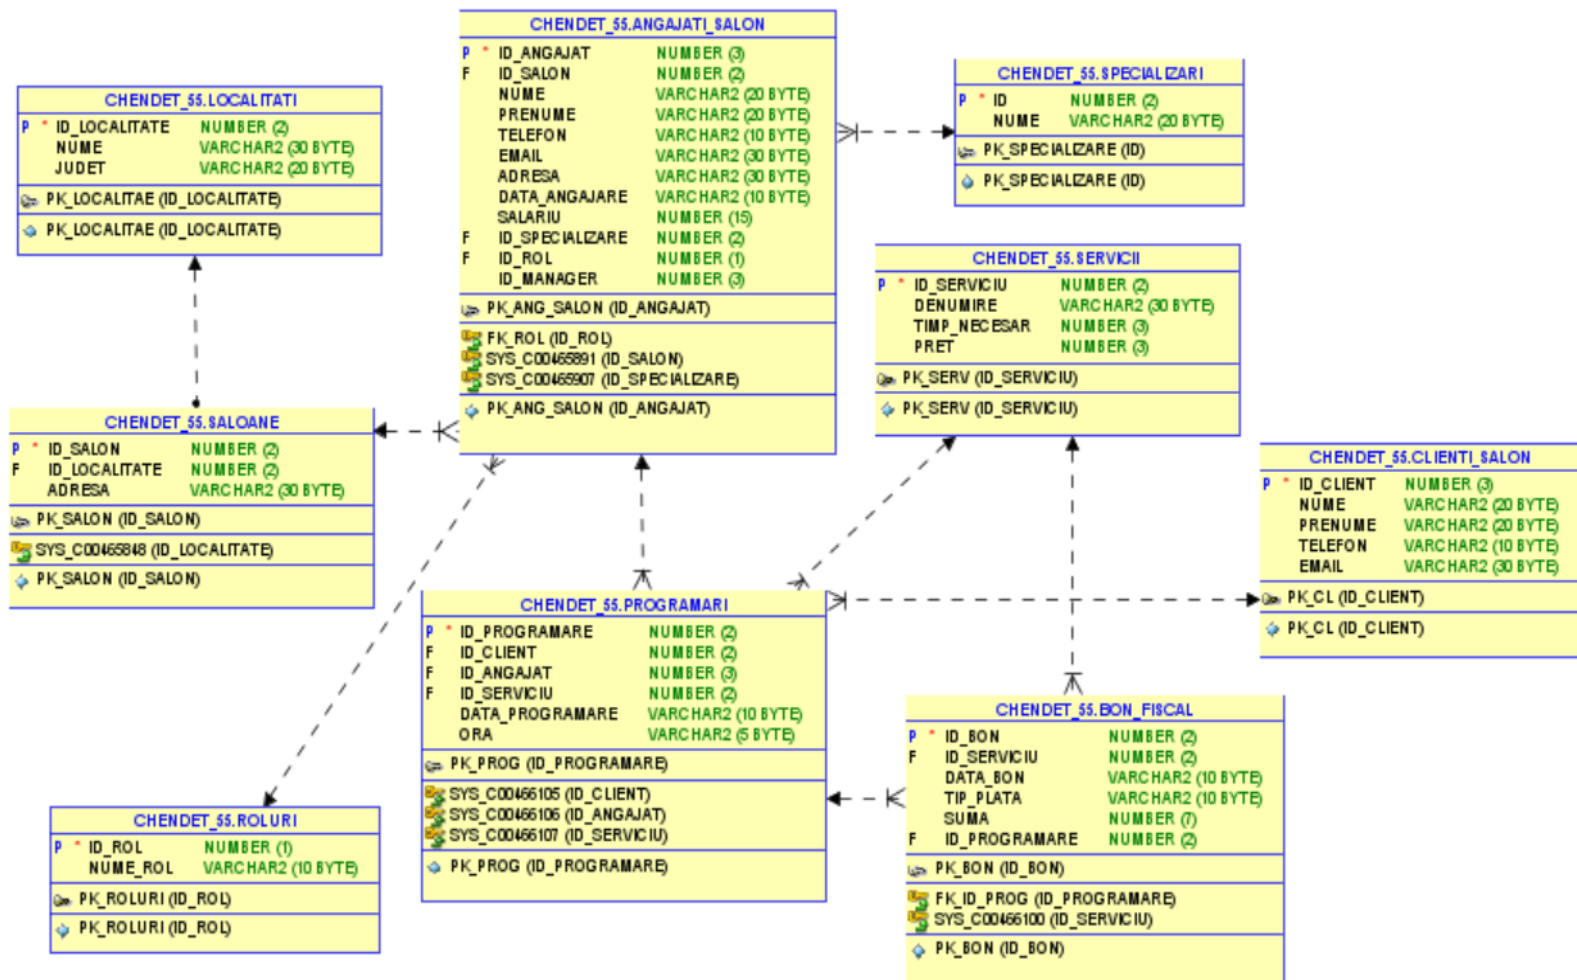 CHENDET_55.LOCALITATI
P * ID_LOCALITATE NUMBER (2)
NUME VARCHAR2 (30 BYTE)
JUDET VARCHAR2 (20 BYTE)
PK_LOCALITAE (ID_LOCALITATE)
PK_LOCALITAE (ID_LOCALITATE)
CHENDET_55.ANGAJATI_SALON
P * ID_ANGAJAT NUMBER (3)
F ID_SALON NUMBER (2)
NUME VARCHAR2 (20 BYTE)
PRENUME VARCHAR2 (20 BYTE)
TELEFON VARCHAR2 (10 BYTE)
EMAIL VARCHAR2 (30 BYTE)
ADRESA VARCHAR2 (30 BYTE)
DATA_ANGAJARE VARCHAR2 (10 BYTE)
SALARIU NUMBER (15)
F ID_SPECIALIZARE NUMBER (2)
F ID_ROL NUMBER (1)
ID_MANAGER NUMBER (3)
PK_ANG_SALON (ID_ANGAJAT)
FK_ROL (ID_ROL)
SYS_C00465891 (ID_SALON)
SYS_C00465907 (ID_SPECIALIZARE)
PK_ANG_SALON (ID_ANGAJAT)
CHENDET_55.SPECIALIZARI
P * ID NUMBER (2)
NUME VARCHAR2 (20 BYTE)
PK_SPECIALIZARE (ID)
PK_SPECIALIZARE (ID)
CHENDET_55.SERVICII
P * ID_SERVICIU NUMBER (2)
DENUMIRE VARCHAR2 (30 BYTE)
TIMP_NECESAR NUMBER (3)
PRET NUMBER (3)
PK_SERV (ID_SERVICIU)
PK_SERV (ID_SERVICIU)
CHENDET_55.SALOANE
P * ID_SALON NUMBER (2)
F ID_LOCALITATE NUMBER (2)
ADRESA VARCHAR2 (30 BYTE)
PK_SALON (ID_SALON)
SYS_C00465848 (ID_LOCALITATE)
PK_SALON (ID_SALON)
CHENDET_55.CLIENTI_SALON
P * ID_CLIENT NUMBER (3)
NUME VARCHAR2 (20 BYTE)
PRENUME VARCHAR2 (20 BYTE)
TELEFON VARCHAR2 (10 BYTE)
EMAIL VARCHAR2 (30 BYTE)
PK_CL (ID_CLIENT)
PK_CL (ID_CLIENT)
CHENDET_55.PROGRAMARI
P * ID_PROGRAMARE NUMBER (2)
F ID_CLIENT NUMBER (2)
F ID_ANGAJAT NUMBER (3)
F ID_SERVICIU NUMBER (2)
DATA_PROGRAMARE VARCHAR2 (10 BYTE)
ORA VARCHAR2 (5 BYTE)
PK_PROG (ID_PROGRAMARE)
SYS_C00466105 (ID_CLIENT)
SYS_C00466106 (ID_ANGAJAT)
SYS_C00466107 (ID_SERVICIU)
PK_PROG (ID_PROGRAMARE)
CHENDET_55.BON_FISCAL
P * ID_BON NUMBER (2)
F ID_SERVICIU NUMBER (2)
DATA_BON VARCHAR2 (10 BYTE)
TIP_PLATA VARCHAR2 (10 BYTE)
SUMA NUMBER (7)
F ID_PROGRAMARE NUMBER (2)
PK_BON (ID_BON)
FK_ID_PROG (ID_PROGRAMARE)
SYS_C00466100 (ID_SERVICIU)
PK_BON (ID_BON)
CHENDET_55.ROLURI
P * ID_ROL NUMBER (1)
NUME_ROL VARCHAR2 (10 BYTE)
PK_ROLURI (ID_ROL)
PK_ROLURI (ID_ROL)